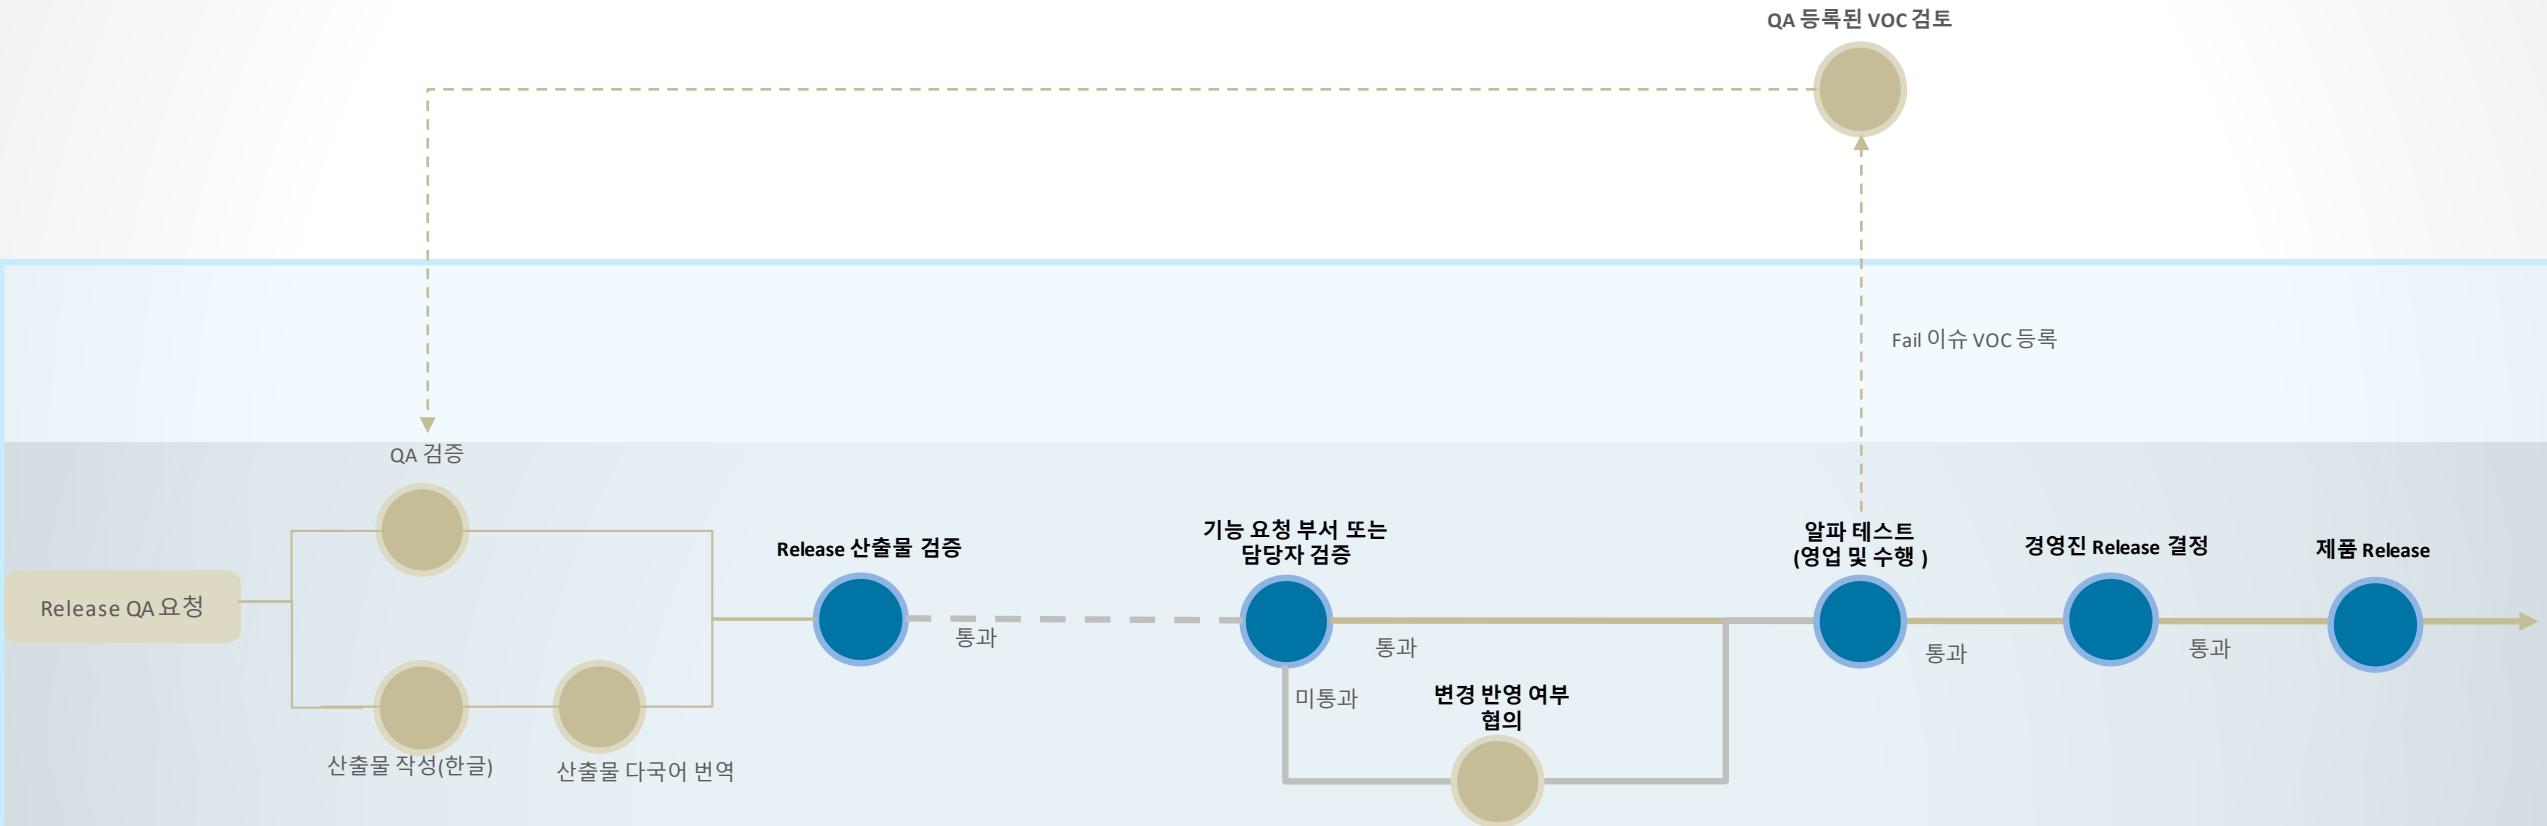 QA 등록된 VOC 검토
Fail 이슈 VOC 등록
QA 검증
Release QA 요청
산출물 작성(한글)
산출물 다국어 번역
Release 산출물 검증
통과
기능 요청 부서 또는
담당자 검증
통과
미통과
변경 반영 여부
협의
알파 테스트
(영업 및 수행 )
통과
경영진 Release 결정
통과
제품 Release